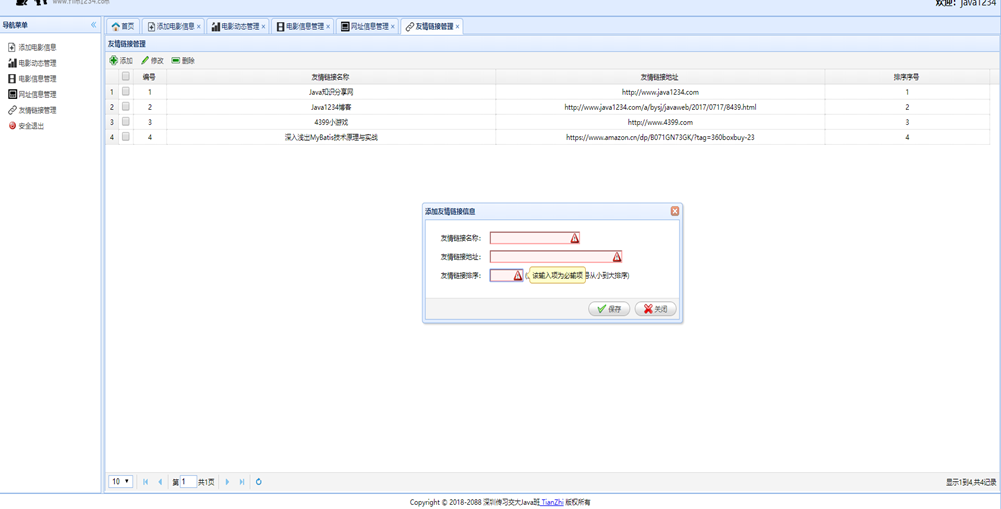 www.film1234.com
欢迎：java1234
导航菜单
首页 添加电影信息 电影动态管理 电影信息管理 网址信息管理 友情链接管理
友情链接管理
添加电影信息
电影动态管理
电影信息管理
网址信息管理
友情链接管理
安全退出
添加 修改 删除
编号 友情链接名称 友情链接地址 排序序号
1 1 Java知识分享网 http://www.java1234.com 1
2 2 Java1234博客 http://www.java1234.com/a/bysj/javaweb/2017/0717/8439.html 2
3 3 4399小游戏 http://www.4399.com 3
4 4 深入浅出MyBatis技术原理与实战 https://www.amazon.cn/dp/B071GN73GK/?tag=360boxbuy-23 4
添加友情链接信息
友情链接名称：
友情链接地址：
友情链接排序： 该输入项为必输项 号从小到大排序)
保存 关闭
10 第 1 共1页 显示1到4,共4记录
Copyright © 2018-2088 深圳传习交大Java班 TianZhi 版权所有